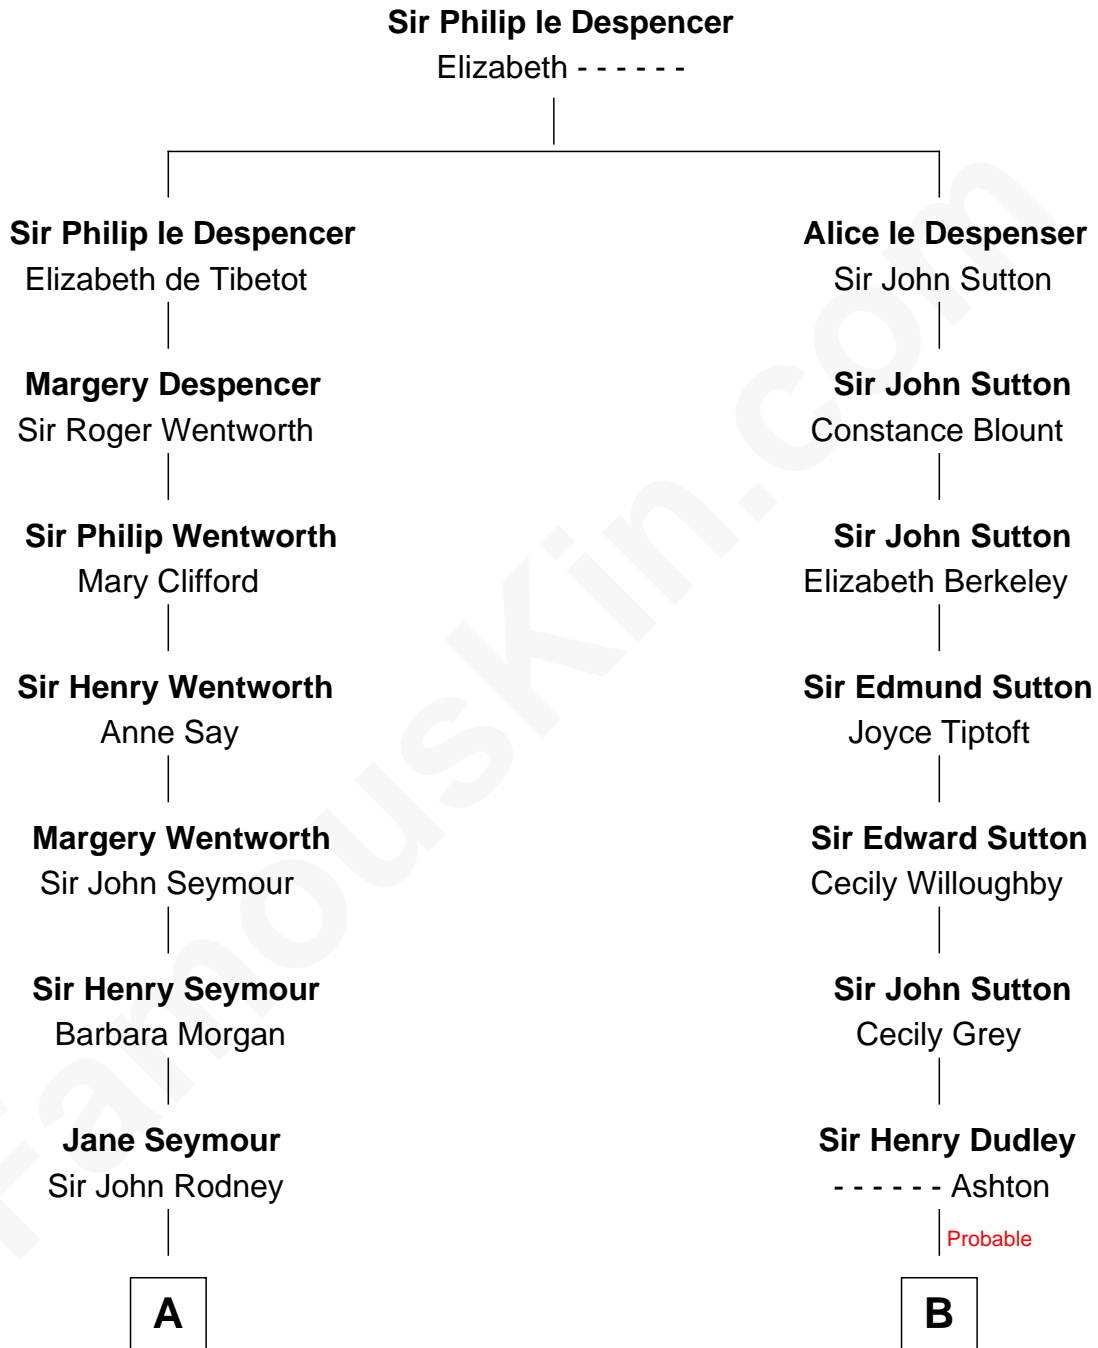 Sir Philip le Despencer
Elizabeth - - - - - -
Sir Philip le Despencer
Elizabeth de Tibetot
Alice le Despenser
Sir John Sutton
Margery Despencer
Sir Roger Wentworth
Sir John Sutton
Constance Blount
Sir Philip Wentworth
Mary Clifford
Sir John Sutton
Elizabeth Berkeley
Sir Henry Wentworth
Anne Say
Sir Edmund Sutton
Joyce Tiptoft
Margery Wentworth
Sir John Seymour
Sir Edward Sutton
Cecily Willoughby
Sir Henry Seymour
Barbara Morgan
Sir John Sutton
Cecily Grey
Jane Seymour
Sir John Rodney
Sir Henry Dudley
- - - - - - Ashton
Probable
A
B
FamousKin.com